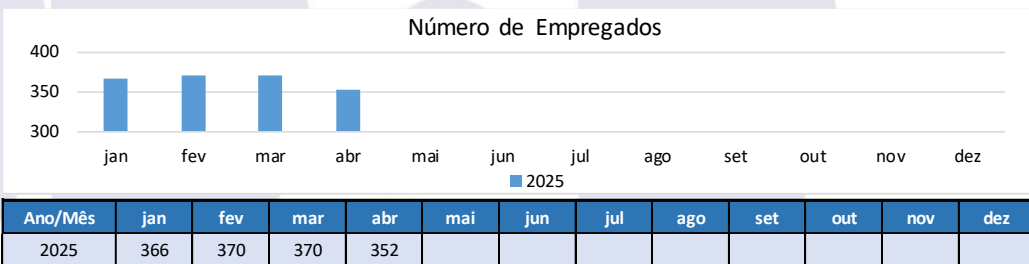 Número de Empregados
400
350
300
jan fev mar abr mai jun jul ago set out nov dez
2025
Ano/Mês jan fev mar abr mai jun jul ago set out nov dez
2025 366 370 370 352